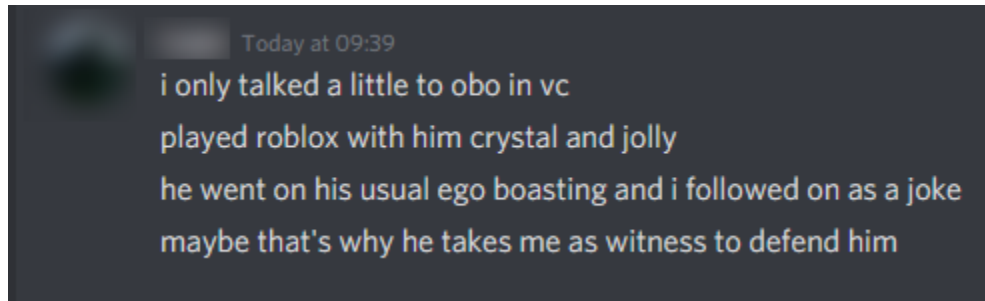 Today at 09:39
i only talked a little to obo in vc
played roblox with him crystal and jolly
he went on his usual ego boasting and i followed on as a joke
maybe that's why he takes me as witness to defend him